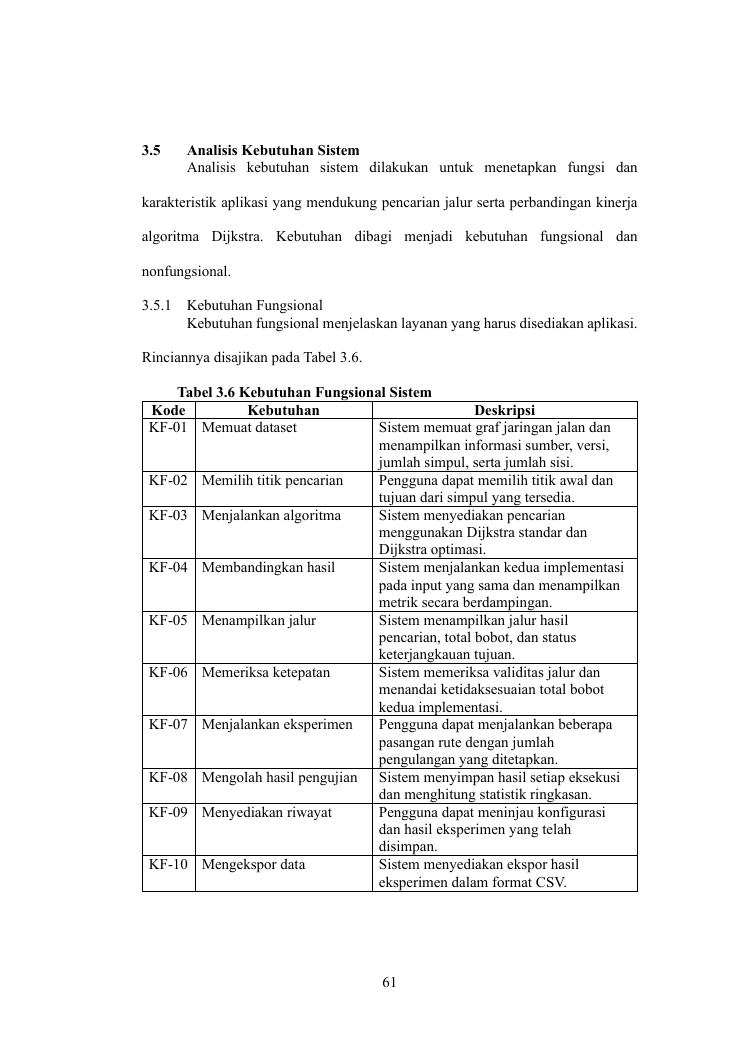 3.5 Analisis Kebutuhan Sistem
Analisis kebutuhan sistem dilakukan untuk menetapkan fungsi dan
karakteristik aplikasi yang mendukung pencarian jalur serta perbandingan kinerja
algoritma Dijkstra. Kebutuhan dibagi menjadi kebutuhan fungsional dan
nonfungsional.
3.5.1 Kebutuhan Fungsional
Kebutuhan fungsional menjelaskan layanan yang harus disediakan aplikasi.
Rinciannya disajikan pada Tabel 3.6.
Tabel 3.6 Kebutuhan Fungsional Sistem
Kode Kebutuhan Deskripsi
KF-01 Memuat dataset Sistem memuat graf jaringan jalan dan
menampilkan informasi sumber, versi,
jumlah simpul, serta jumlah sisi.
KF-02 Memilih titik pencarian Pengguna dapat memilih titik awal dan
tujuan dari simpul yang tersedia.
KF-03 Menjalankan algoritma Sistem menyediakan pencarian
menggunakan Dijkstra standar dan
Dijkstra optimasi.
KF-04 Membandingkan hasil Sistem menjalankan kedua implementasi
pada input yang sama dan menampilkan
metrik secara berdampingan.
KF-05 Menampilkan jalur Sistem menampilkan jalur hasil
pencarian, total bobot, dan status
keterjangkauan tujuan.
KF-06 Memeriksa ketepatan Sistem memeriksa validitas jalur dan
menandai ketidaksesuaian total bobot
kedua implementasi.
KF-07 Menjalankan eksperimen Pengguna dapat menjalankan beberapa
pasangan rute dengan jumlah
pengulangan yang ditetapkan.
KF-08 Mengolah hasil pengujian Sistem menyimpan hasil setiap eksekusi
dan menghitung statistik ringkasan.
KF-09 Menyediakan riwayat Pengguna dapat meninjau konfigurasi
dan hasil eksperimen yang telah
disimpan.
KF-10 Mengekspor data Sistem menyediakan ekspor hasil
eksperimen dalam format CSV.
61